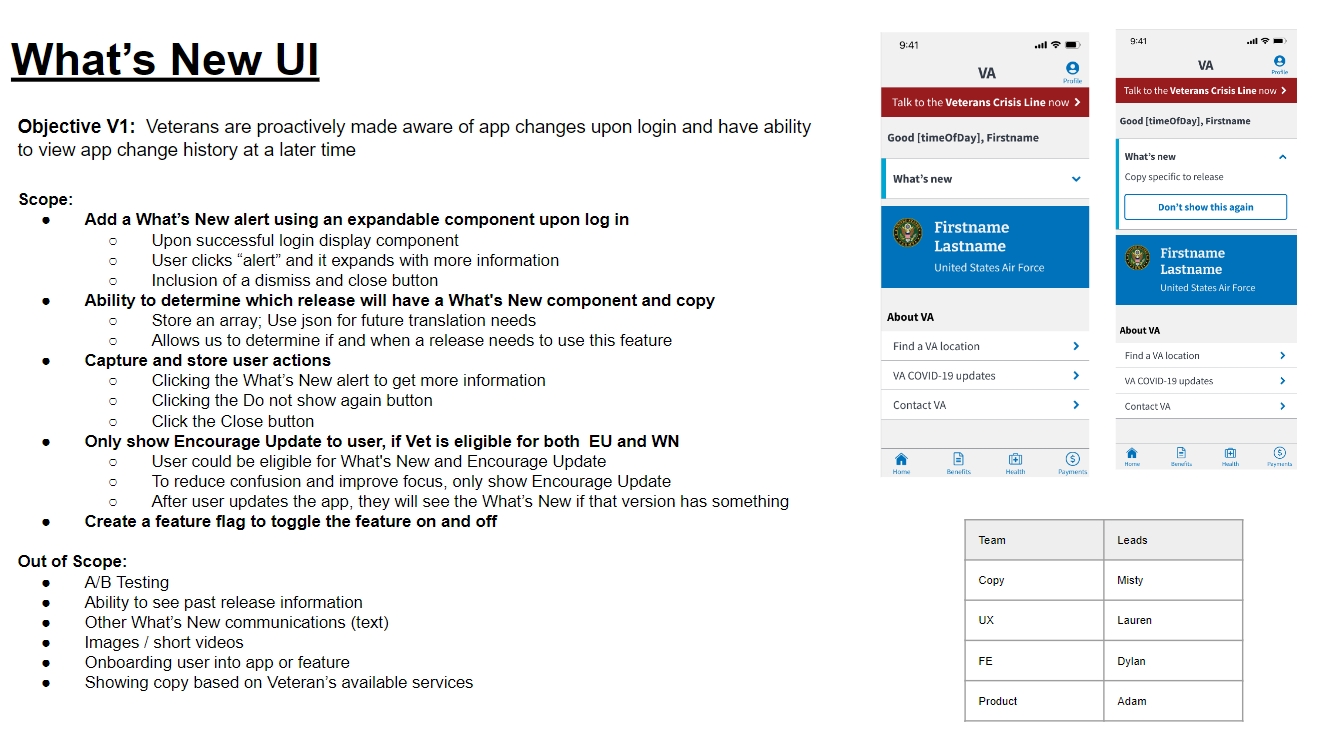 What's New UI
Objective V1: Veterans are proactively made aware of app changes upon login and have ability
to view app change history at a later time
Scope:
● Add a What's New alert using an expandable component upon log in
○ Upon successful login display component
○ User clicks “alert” and it expands with more information
○ Inclusion of a dismiss and close button
● Ability to determine which release will have a What's New component and copy
○ Store an array; Use json for future translation needs
○ Allows us to determine if and when a release needs to use this feature
● Capture and store user actions
○ Clicking the What's New alert to get more information
○ Clicking the Do not show again button
○ Click the Close button
● Only show Encourage Update to user, if Vet is eligible for both EU and WN
○ User could be eligible for What's New and Encourage Update
○ To reduce confusion and improve focus, only show Encourage Update
○ After user updates the app, they will see the What's New if that version has something
● Create a feature flag to toggle the feature on and off
Out of Scope:
● A/B Testing
● Ability to see past release information
● Other What's New communications (text)
● Images / short videos
● Onboarding user into app or feature
● Showing copy based on Veteran's available services
9:41
VA
Profile
Talk to the Veterans Crisis Line now
Good [timeOfDay], Firstname
What's new
Firstname
Lastname
United States Air Force
About VA
Find a VA location
VA COVID-19 updates
Contact VA
Home Benefits Health Payments
9:41
VA
Profile
Talk to the Veterans Crisis Line now
Good [timeOfDay], Firstname
What's new
Copy specific to release
Don't show this again
Firstname
Lastname
United States Air Force
About VA
Find a VA location
VA COVID-19 updates
Contact VA
Home Benefits Health Payments
Team Leads
Copy Misty
UX Lauren
FE Dylan
Product Adam